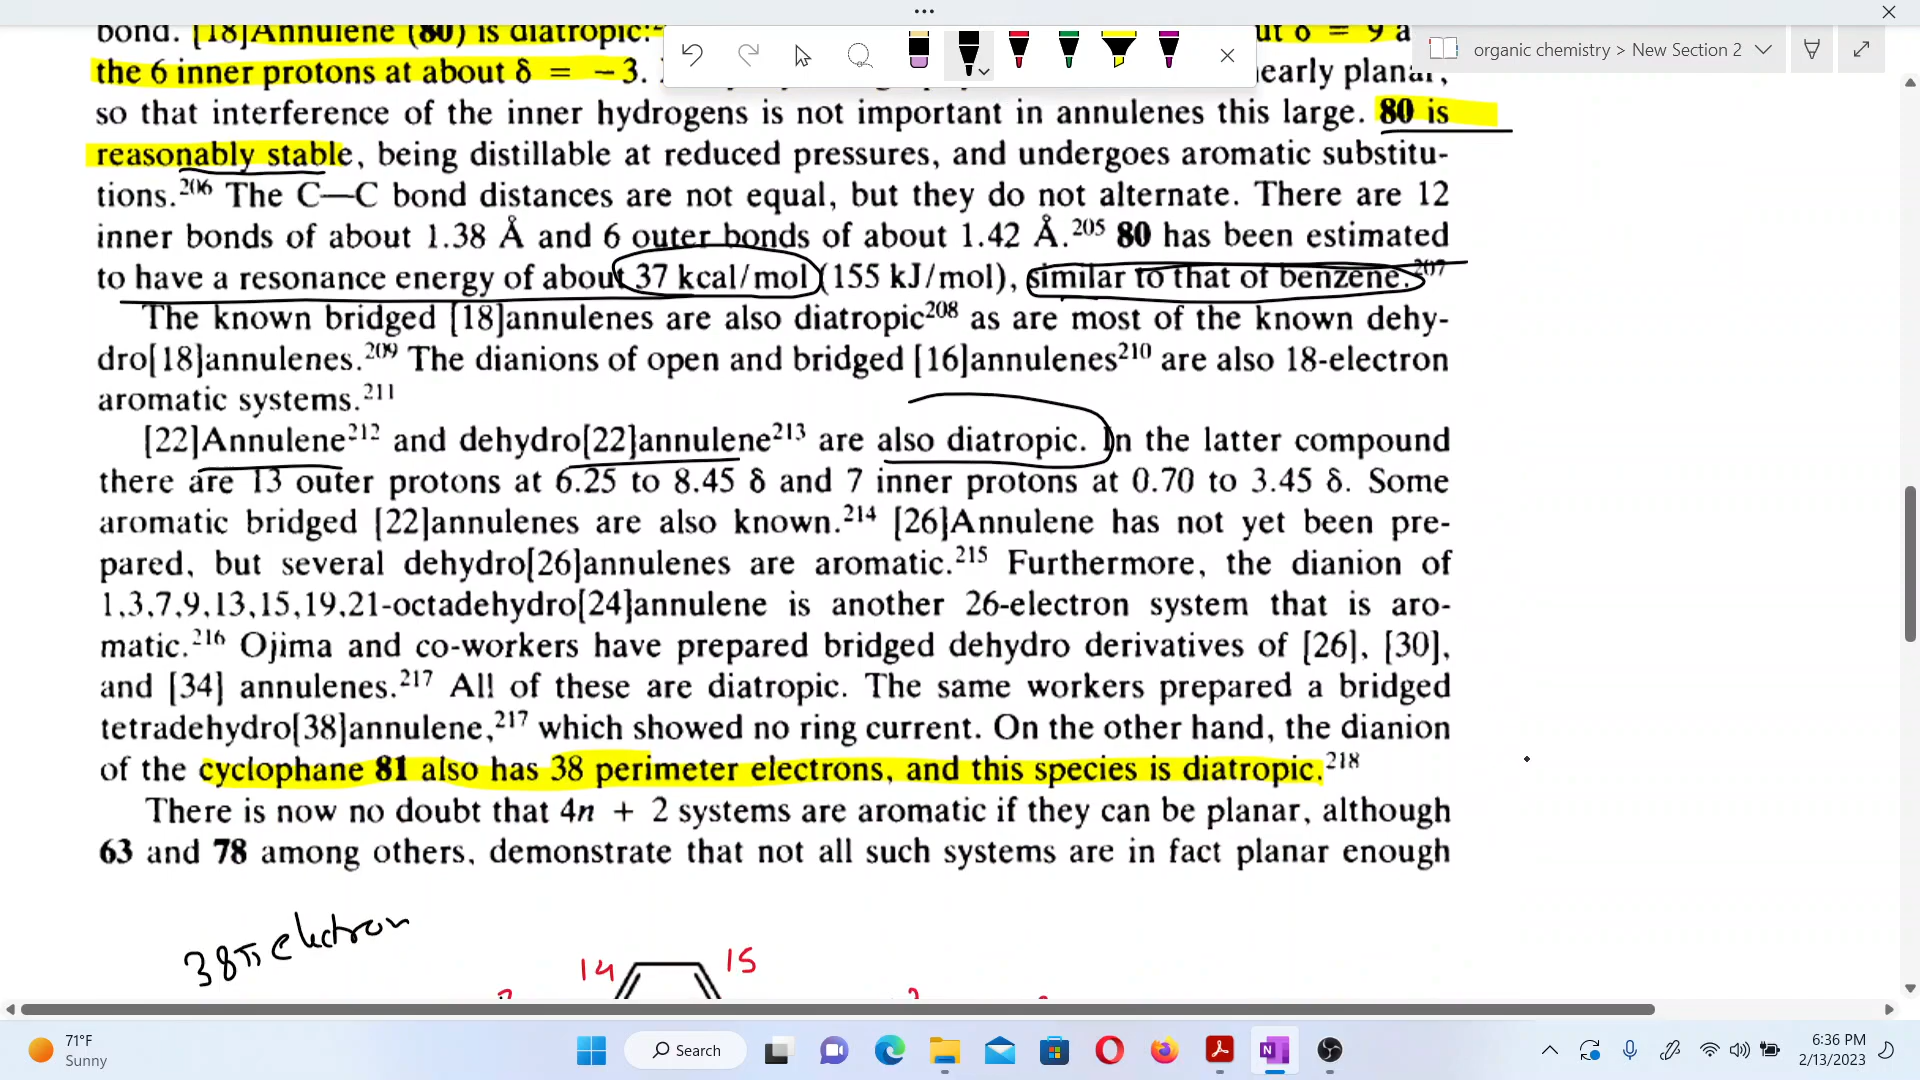 organic chemistry > New Section 2
bond. [18]Annulene (80) is diatropic:
the 6 inner protons at about δ = −3.
so that interference of the inner hydrogens is not important in annulenes this large. 80 is
reasonably stable, being distillable at reduced pressures, and undergoes aromatic substitu-
tions.206 The C—C bond distances are not equal, but they do not alternate. There are 12
inner bonds of about 1.38 Å and 6 outer bonds of about 1.42 Å.205 80 has been estimated
to have a resonance energy of about 37 kcal/mol (155 kJ/mol), similar to that of benzene.207
The known bridged [18]annulenes are also diatropic208 as are most of the known dehy-
dro[18]annulenes.209 The dianions of open and bridged [16]annulenes210 are also 18-electron
aromatic systems.211
[22]Annulene212 and dehydro[22]annulene213 are also diatropic. In the latter compound
there are 13 outer protons at 6.25 to 8.45 δ and 7 inner protons at 0.70 to 3.45 δ. Some
aromatic bridged [22]annulenes are also known.214 [26]Annulene has not yet been pre-
pared, but several dehydro[26]annulenes are aromatic.215 Furthermore, the dianion of
1,3,7,9,13,15,19,21-octadehydro[24]annulene is another 26-electron system that is aro-
matic.216 Ojima and co-workers have prepared bridged dehydro derivatives of [26], [30],
and [34] annulenes.217 All of these are diatropic. The same workers prepared a bridged
tetradehydro[38]annulene,217 which showed no ring current. On the other hand, the dianion
of the cyclophane 81 also has 38 perimeter electrons, and this species is diatropic.218
There is now no doubt that 4n + 2 systems are aromatic if they can be planar, although
63 and 78 among others, demonstrate that not all such systems are in fact planar enough
38π electron
14
15
71°F
Sunny
Search
6:36 PM
2/13/2023